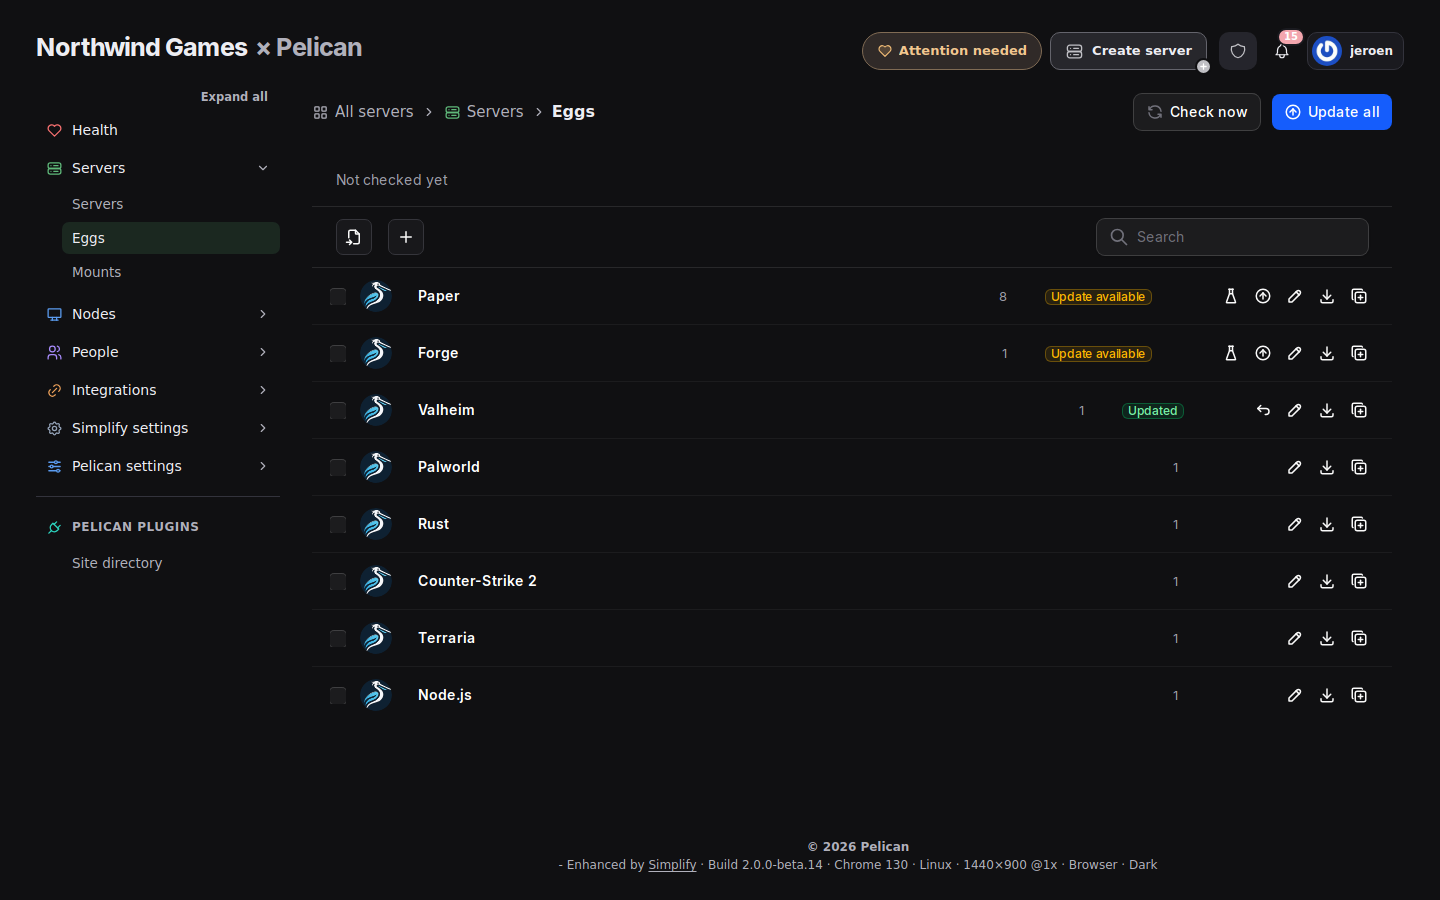 Northwind Games × Pelican
Attention needed
Create server
15
jeroen
Expand all
Health
Servers
Servers
Eggs
Mounts
Nodes
People
Integrations
Simplify settings
Pelican settings
PELICAN PLUGINS
Site directory
All servers > Servers > Eggs
Check now
Update all
Not checked yet
Search
Paper 8 Update available
Forge 1 Update available
Valheim 1 Updated
Palworld 1
Rust 1
Counter-Strike 2 1
Terraria 1
Node.js 1
© 2026 Pelican
- Enhanced by Simplify · Build 2.0.0-beta.14 · Chrome 130 · Linux · 1440×900 @1x · Browser · Dark